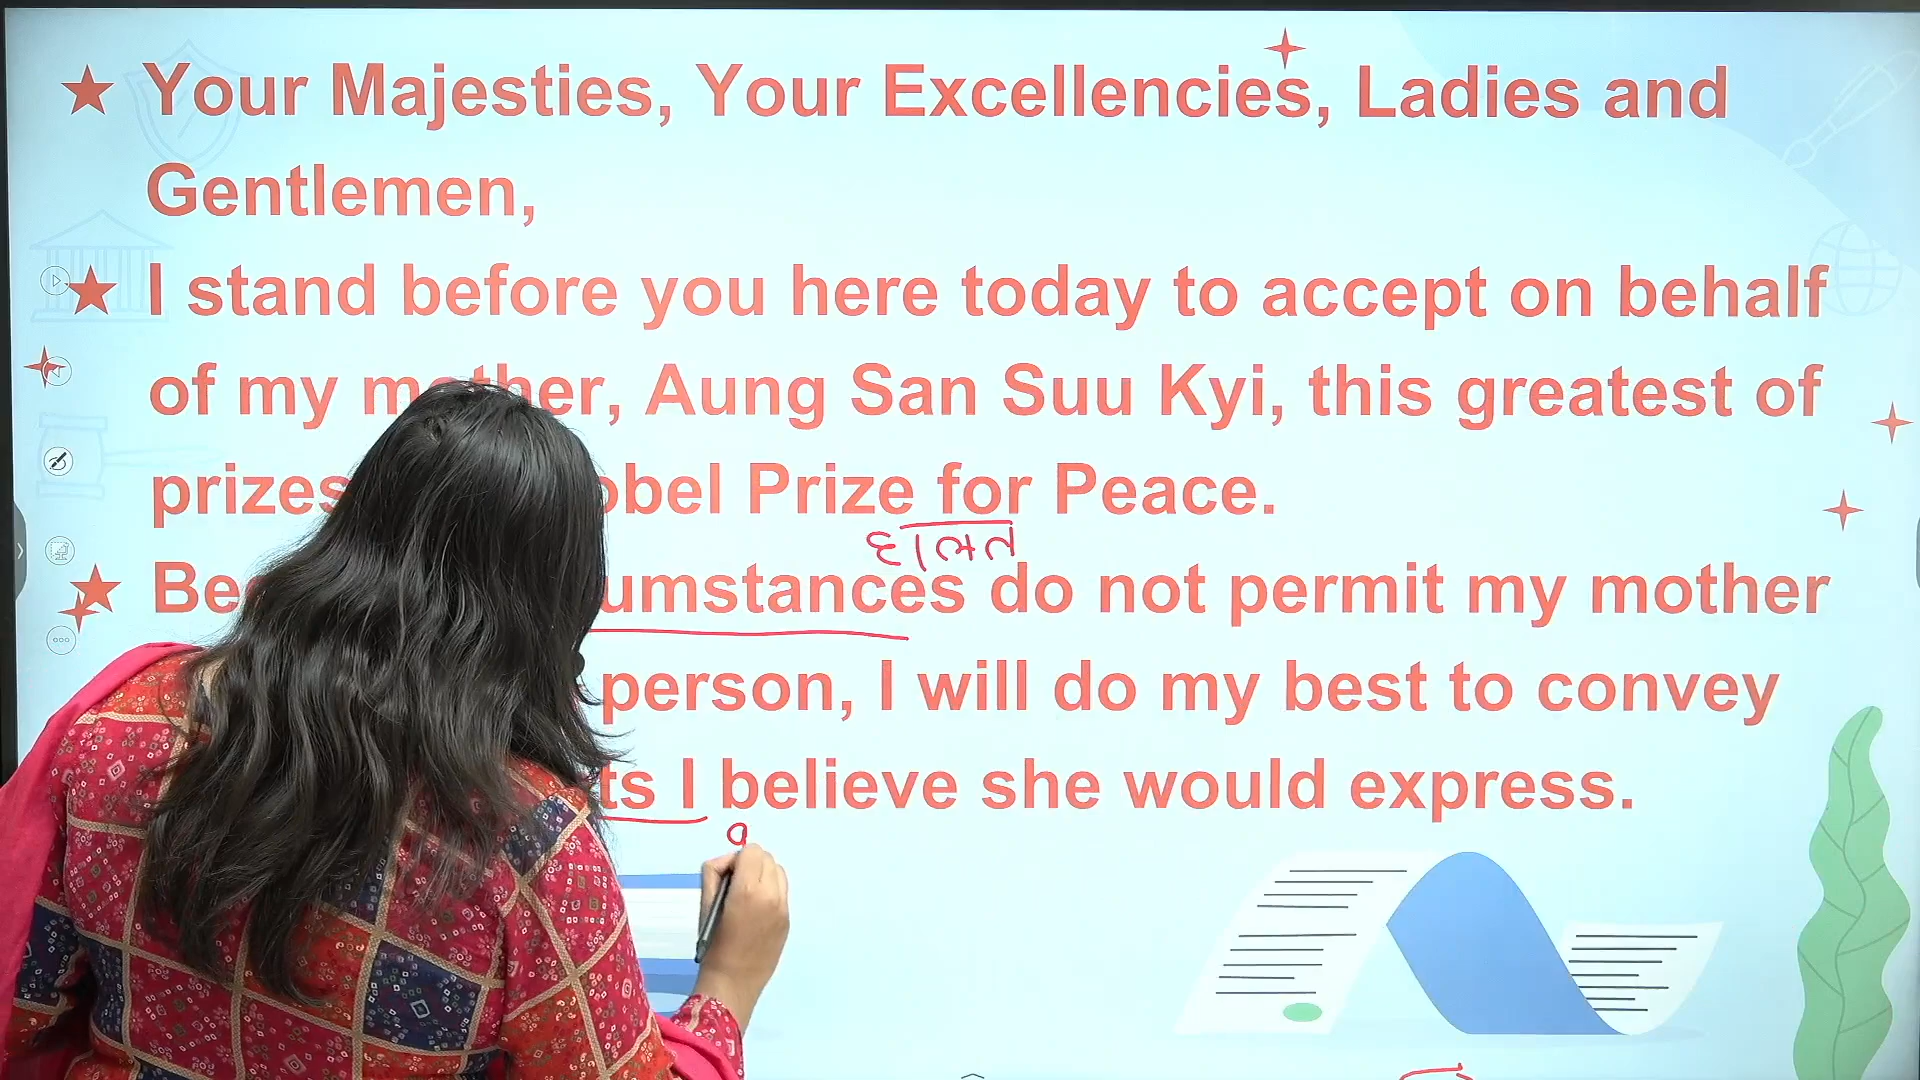 Your Majesties, Your Excellencies, Ladies and
Gentlemen,
I stand before you here today to accept on behalf
of my mother, Aung San Suu Kyi, this greatest of
prizes obel Prize for Peace.
हालत
Be umstances do not permit my mother
person, I will do my best to convey
ts I believe she would express.